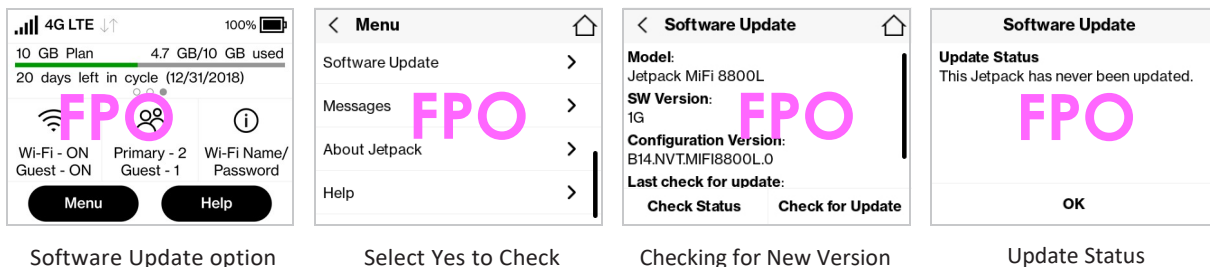 4G LTE 100%
10 GB Plan 4.7 GB/10 GB used
20 days left in cycle (12/31/2018)
FPO
Wi-Fi - ON
Guest - ON
Primary - 2
Guest - 1
Wi-Fi Name/
Password
Menu
Help
Software Update option
Menu
Software Update
Messages
FPO
About Jetpack
Help
Select Yes to Check
Software Update
Model:
Jetpack MiFi 8800L
SW Version:
1G
FPO
Configuration Version:
B14.NVT.MIFI8800L.0
Last check for update:
Check Status
Check for Update
Checking for New Version
Software Update
Update Status
This Jetpack has never been updated.
FPO
OK
Update Status